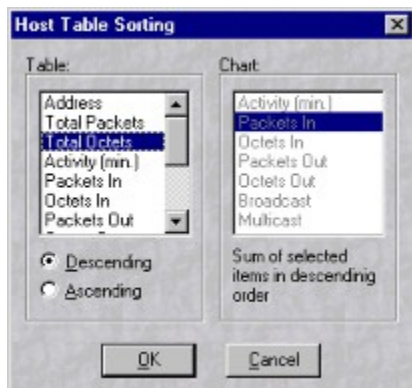 Host Table Sorting
Table:
Address
Total Packets
Total Octets
Activity (min.)
Packets In
Octets In
Packets Out
Descending
Ascending
Chart:
Activity (min.)
Packets In
Octets In
Packets Out
Octets Out
Broadcast
Multicast
Sum of selected
items in descendinig
order
OK
Cancel